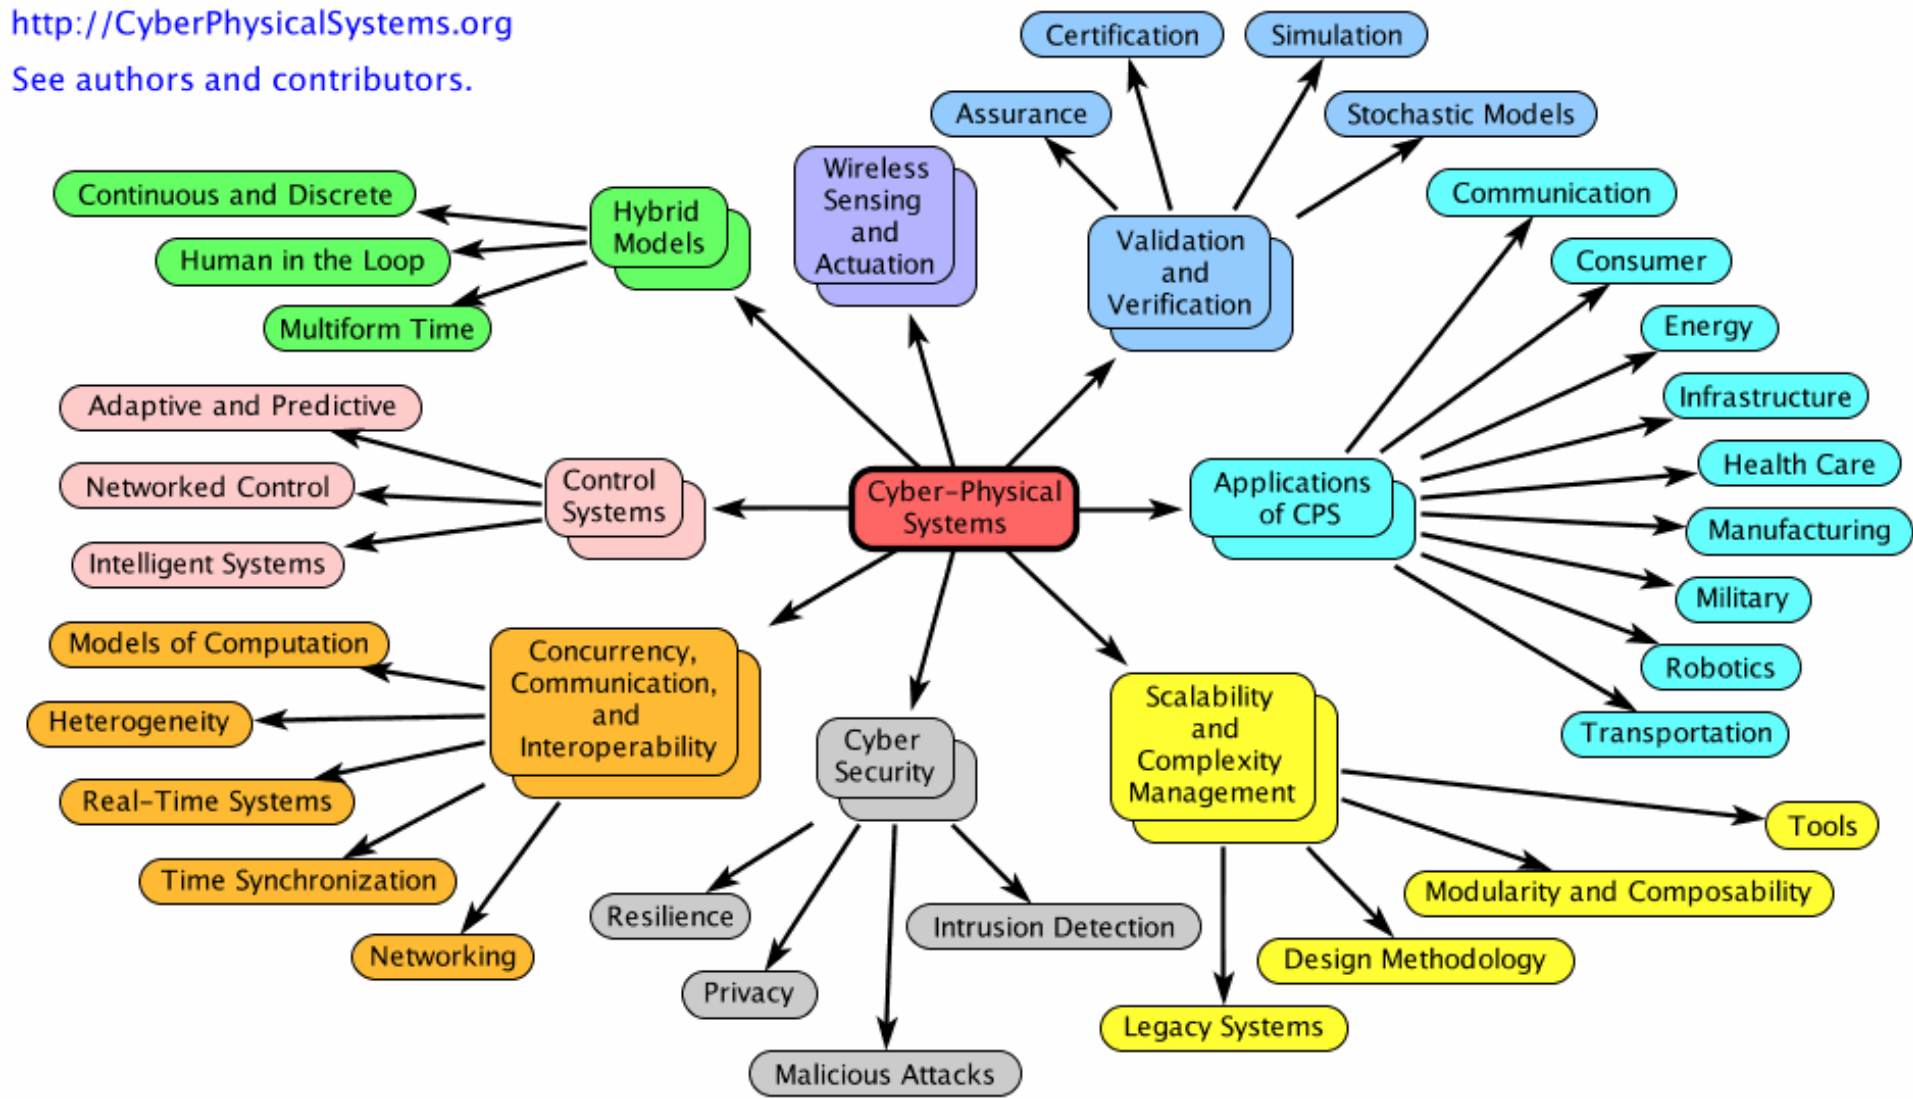 http://CyberPhysicalSystems.org
See authors and contributors.
Certification
Simulation
Assurance
Stochastic Models
Wireless
Sensing
and
Actuation
Validation
and
Verification
Hybrid
Models
Continuous and Discrete
Human in the Loop
Multiform Time
Communication
Consumer
Energy
Infrastructure
Health Care
Manufacturing
Military
Robotics
Transportation
Applications
of CPS
Cyber-Physical
Systems
Control
Systems
Adaptive and Predictive
Networked Control
Intelligent Systems
Concurrency,
Communication,
and
Interoperability
Models of Computation
Heterogeneity
Real-Time Systems
Time Synchronization
Networking
Cyber
Security
Resilience
Privacy
Malicious Attacks
Intrusion Detection
Scalability
and
Complexity
Management
Tools
Modularity and Composability
Design Methodology
Legacy Systems